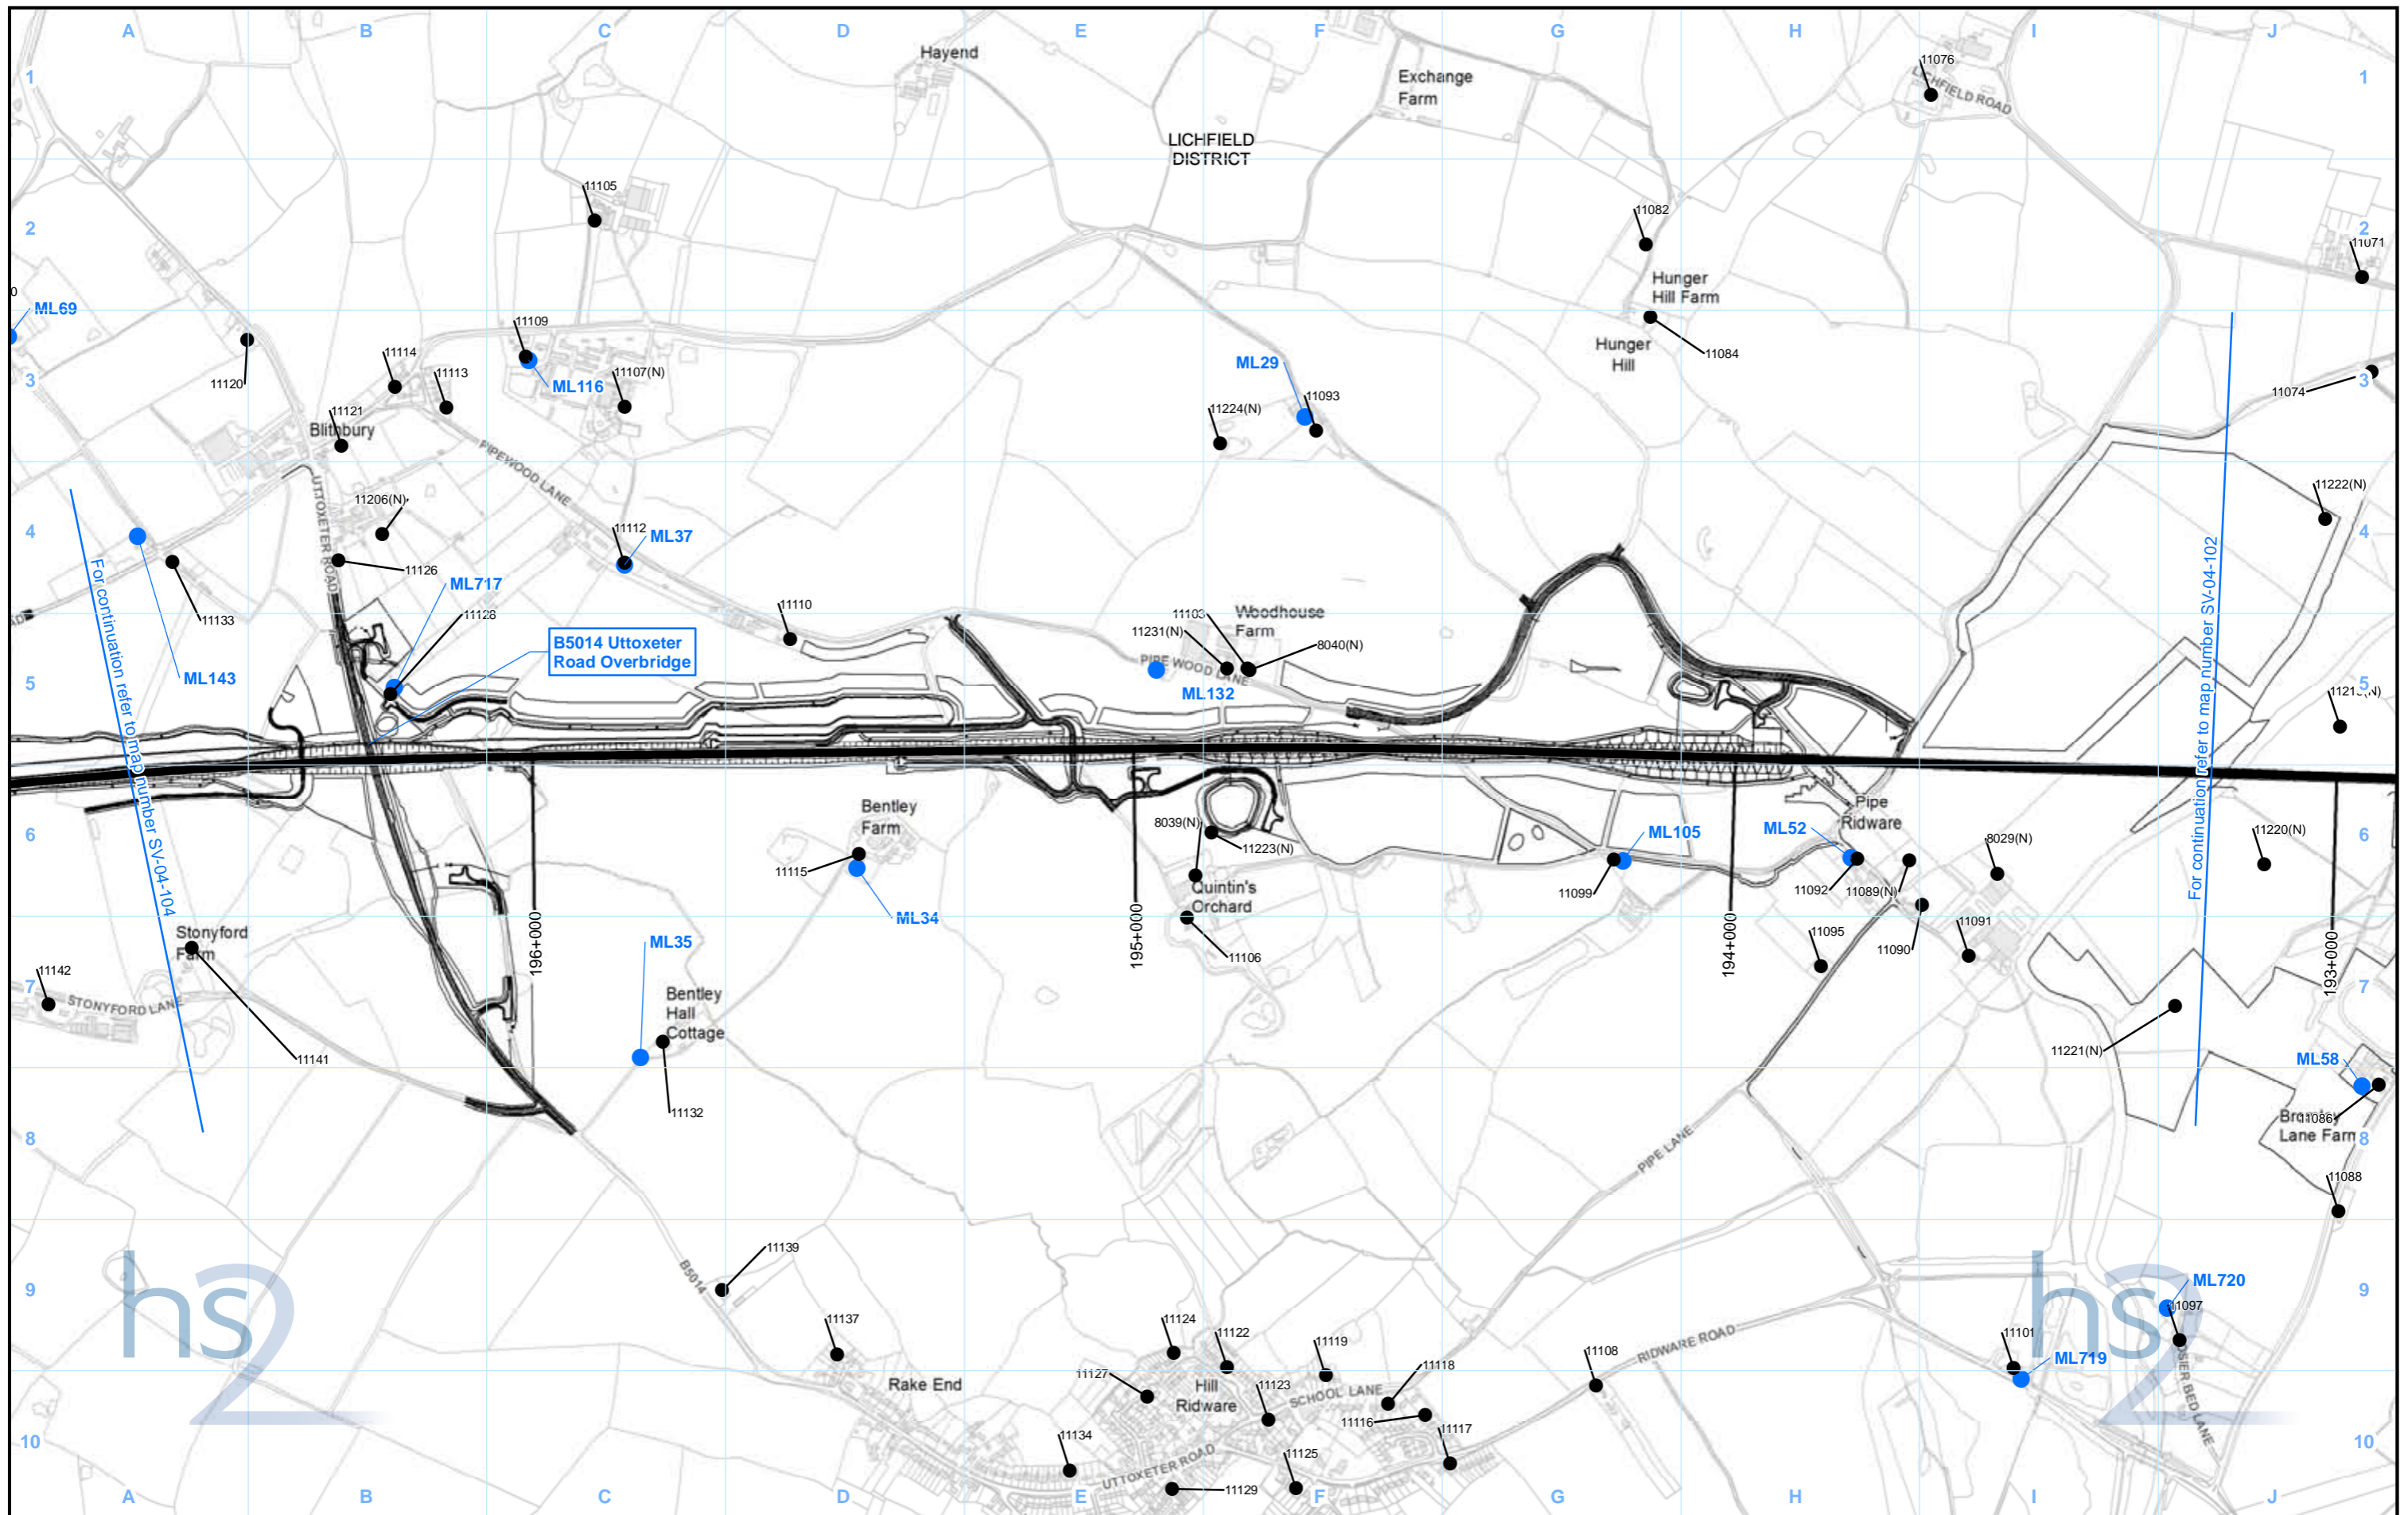 A B C D E F G H I J
1
Hayend
Exchange
Farm
11076
LICHFIELD ROAD
1
LICHFIELD
DISTRICT
2
11105
11082
2
11071
Hunger
Hill Farm
0
ML69
11109
11114
11113
ML116
11107(N)
ML29
11093
11224(N)
Hunger
Hill
11084
3
11120
3
11074
11121
Blithbury
PIPEWOOD LANE
UTTOXETER ROAD
11206(N)
11222(N)
4
11112
ML37
4
11126
ML717
11133
11128
11110
11103
Woodhouse
Farm
11231(N)
8040(N)
B5014 Uttoxeter
Road Overbridge
PIPE WOOD LANE
ML143
ML132
5
5
For continuation refer to map number SV-04-104
For continuation refer to map number SV-04-102
Bentley
Farm
Pipe
Ridware
6
8039(N)
11223(N)
ML105
ML52
8029(N)
11220(N)
6
11115
11099
11092
11089(N)
Quintin's
Orchard
ML34
196+000
195+000
194+000
193+000
Stonyford
Farm
ML35
11106
11095
11090
11091
11142
STONYFORD LANE
7
Bentley
Hall
Cottage
7
11141
11221(N)
ML58
11132
11086
Lane Farm
8
PIPE LANE
8
11088
11139
B5014
9
hs2
hs2
ML720
9
11137
11124
11122
11119
11118
11108
RIDWARE ROAD
11101
11097
ML719
11127
Rake End
Hill
Ridware
11123
SCHOOL LANE
11116
11117
OSIER BED LANE
10
11134
UTTOXETER ROAD
11125
10
11129
A B C D E F G H I J